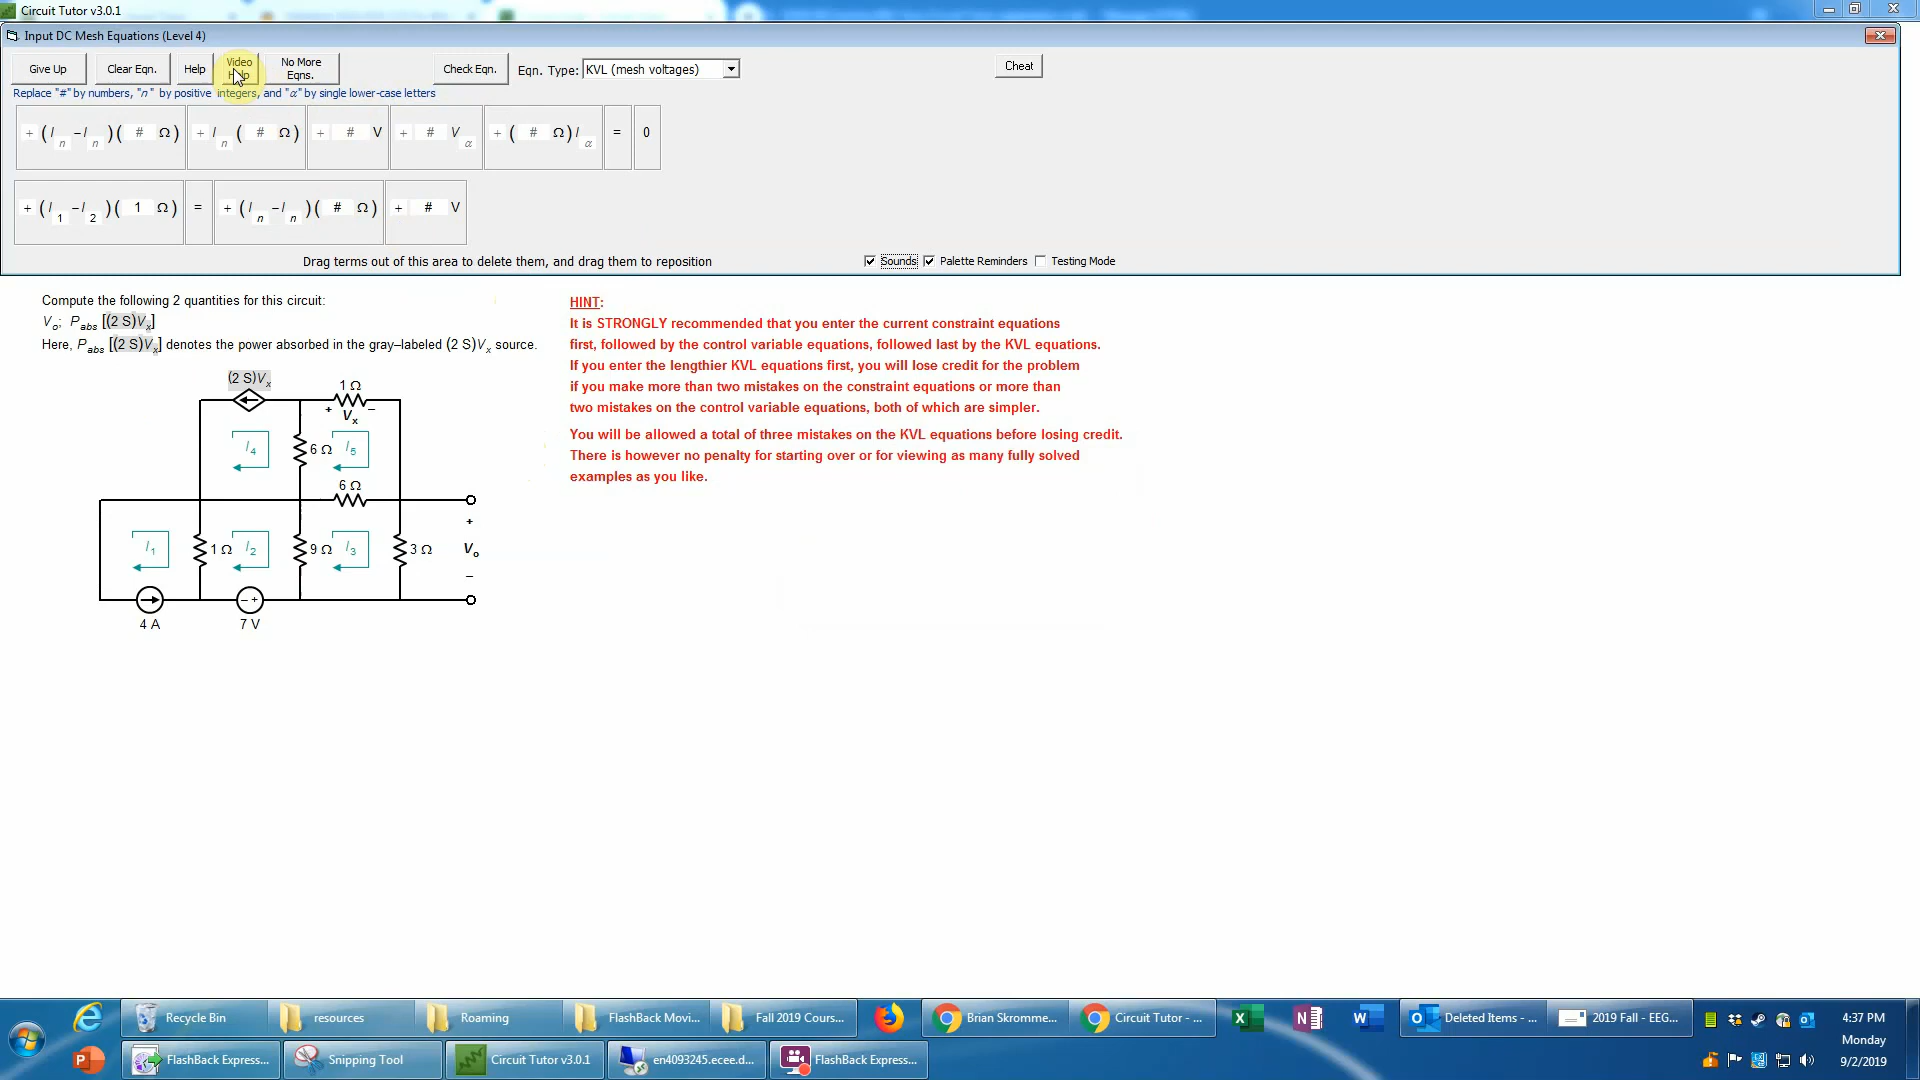 Circuit Tutor v3.0.1
Input DC Mesh Equations (Level 4)
Give Up
Clear Eqn.
Help
Video
No More
Eqns.
Check Eqn.
Eqn. Type:
KVL (mesh voltages)
Cheat
Replace "#" by numbers, "n" by positive integers, and "α" by single lower-case letters
+ (I n −I n )( # Ω) + I n ( # Ω) + # V + # V α + ( # Ω)I α = 0
+ (I 1 −I 2 )( 1 Ω) = + (I n −I n )( # Ω) + # V
Drag terms out of this area to delete them, and drag them to reposition
Sounds
Palette Reminders
Testing Mode
Compute the following 2 quantities for this circuit:
Vo; Pabs [(2 S)Vx]
Here, Pabs [(2 S)Vx] denotes the power absorbed in the gray–labeled (2 S)Vx source.
HINT:
It is STRONGLY recommended that you enter the current constraint equations
first, followed by the control variable equations, followed last by the KVL equations.
If you enter the lengthier KVL equations first, you will lose credit for the problem
if you make more than two mistakes on the constraint equations or more than
two mistakes on the control variable equations, both of which are simpler.
You will be allowed a total of three mistakes on the KVL equations before losing credit.
There is however no penalty for starting over or for viewing as many fully solved
examples as you like.
(2 S)Vx
1 Ω
+ Vx −
I4
6 Ω
I5
6 Ω
I1
1 Ω
I2
9 Ω
I3
3 Ω
+
Vo
−
− +
4 A
7 V
Recycle Bin
resources
Roaming
FlashBack Movi...
Fall 2019 Cours...
Brian Skromme...
Circuit Tutor - ...
Deleted Items - ...
2019 Fall - EEG...
4:37 PM
Monday
9/2/2019
FlashBack Express...
Snipping Tool
Circuit Tutor v3.0.1
en4093245.ecee.d...
FlashBack Express...